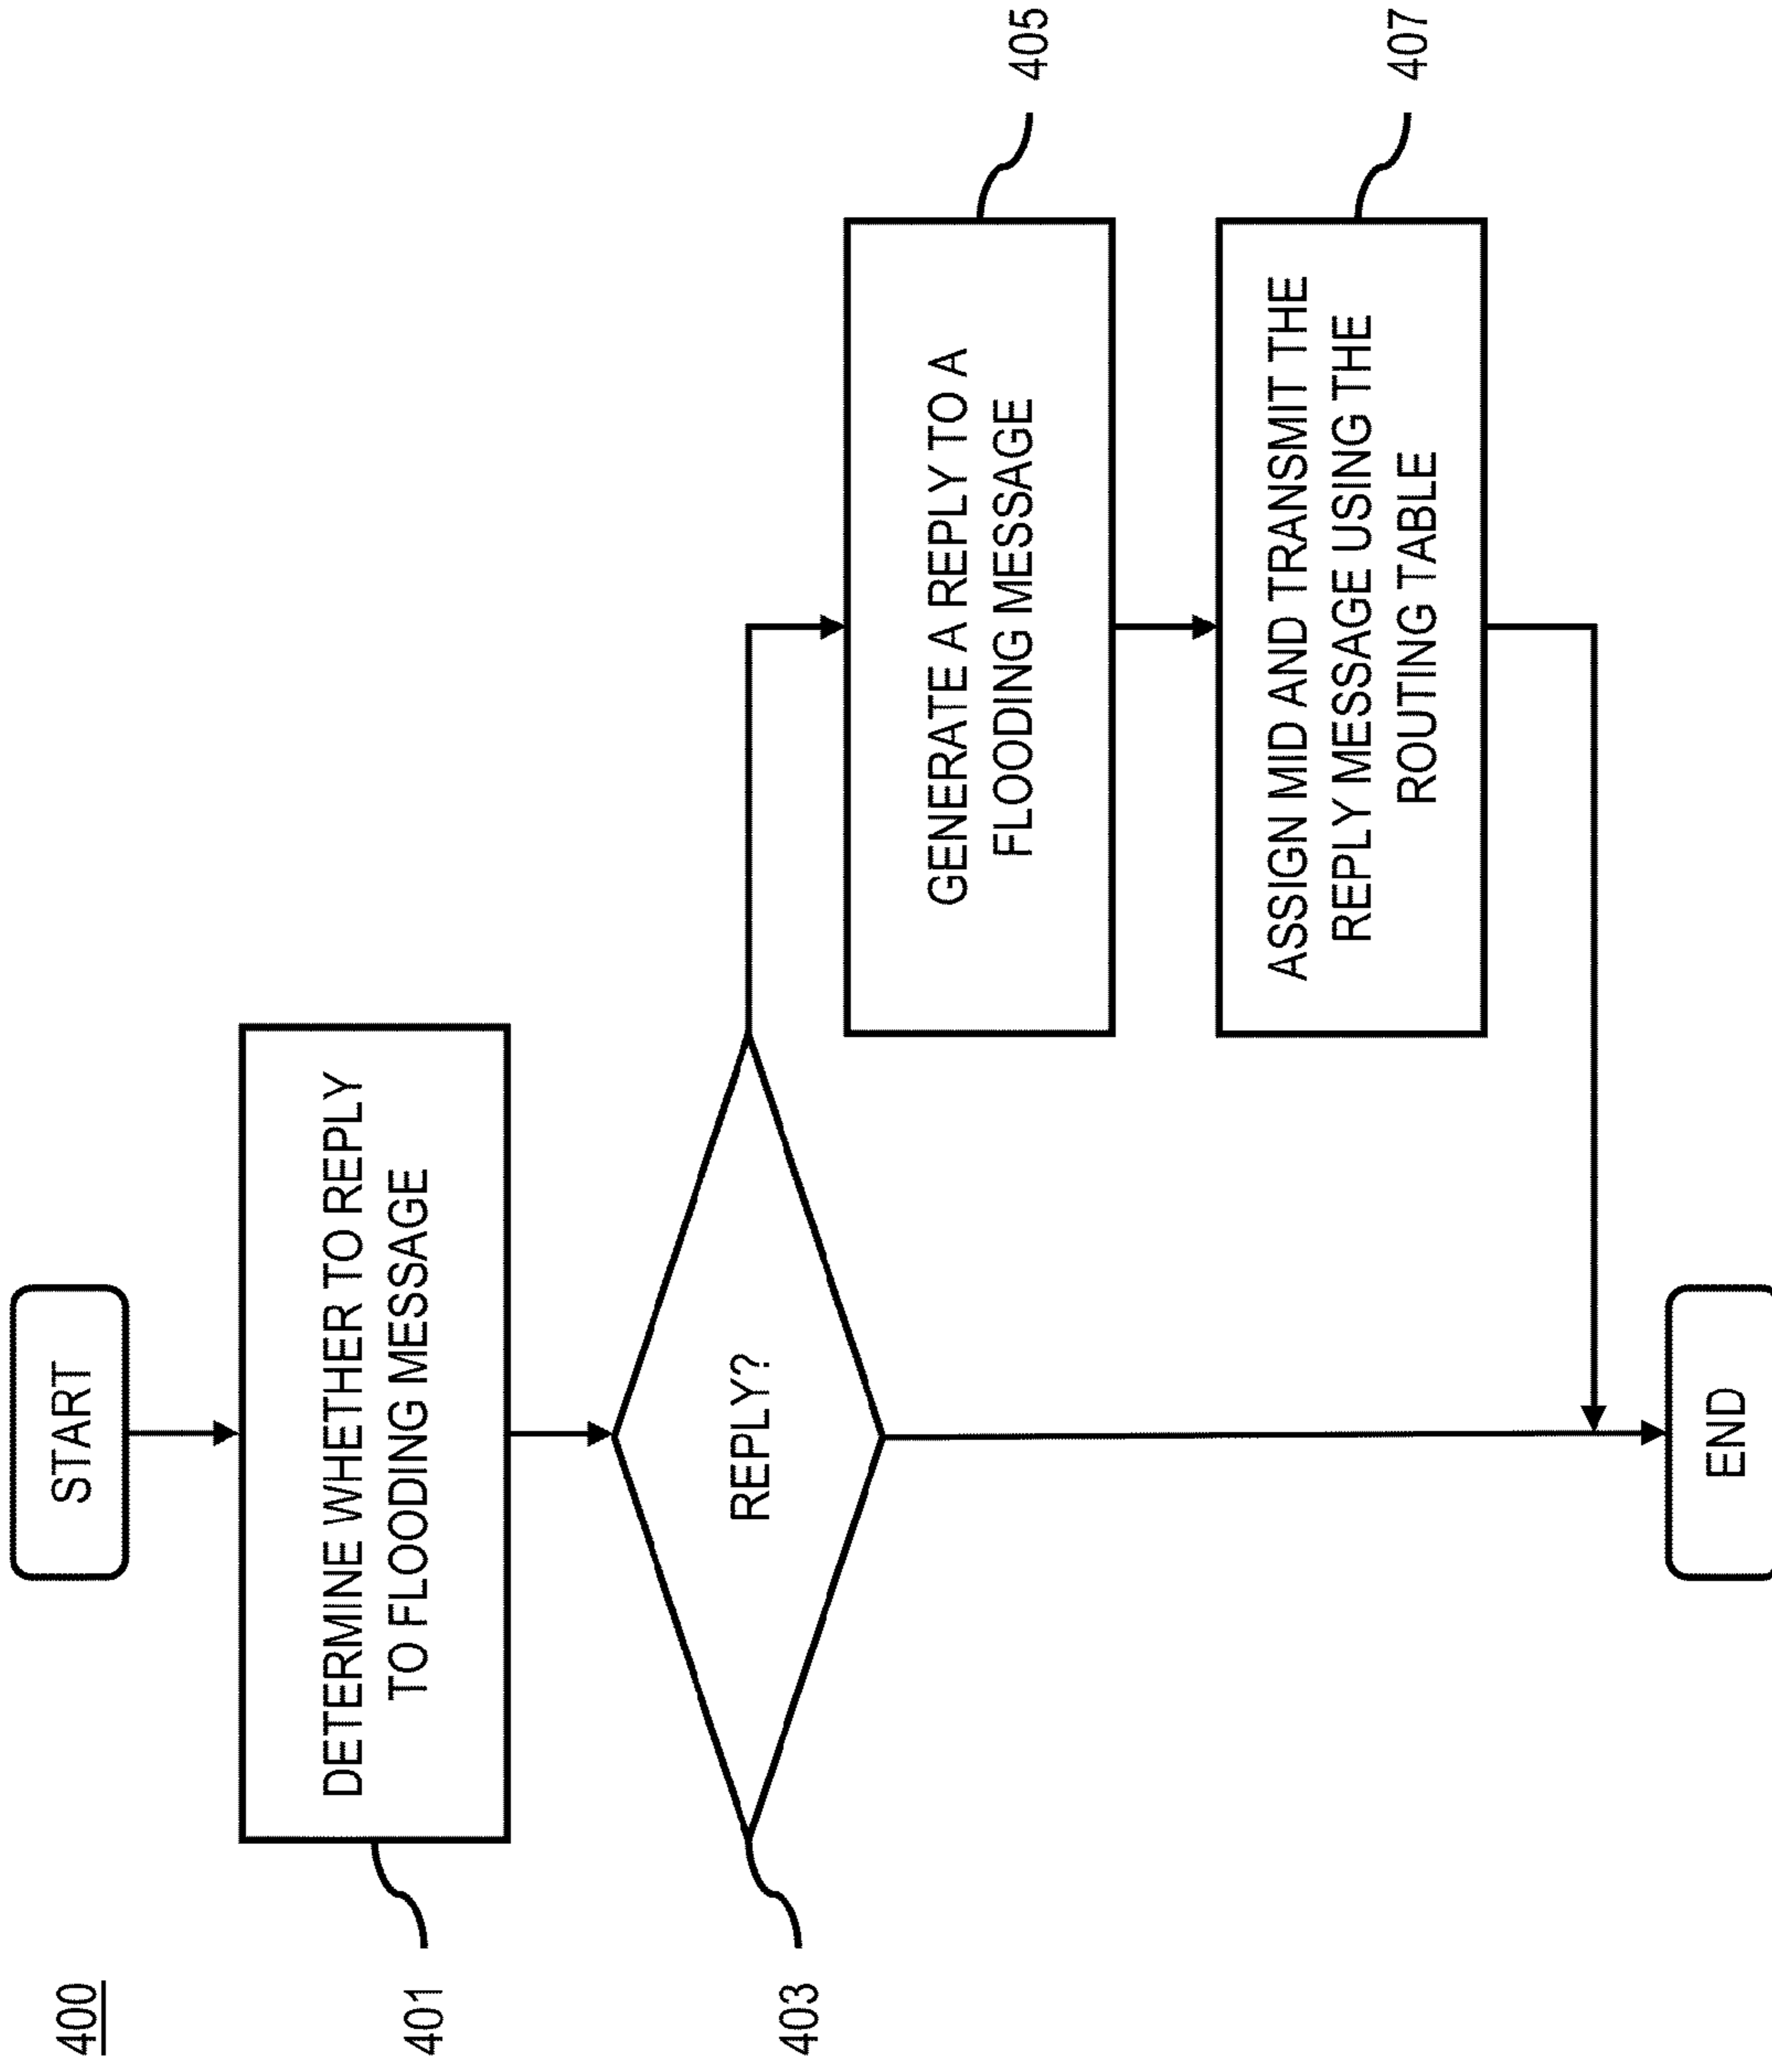 400
START
401
DETERMINE WHETHER TO REPLY
TO FLOODING MESSAGE
403
REPLY?
GENERATE A REPLY TO A
FLOODING MESSAGE
405
ASSIGN MID AND TRANSMIT THE
REPLY MESSAGE USING THE
ROUTING TABLE
407
END